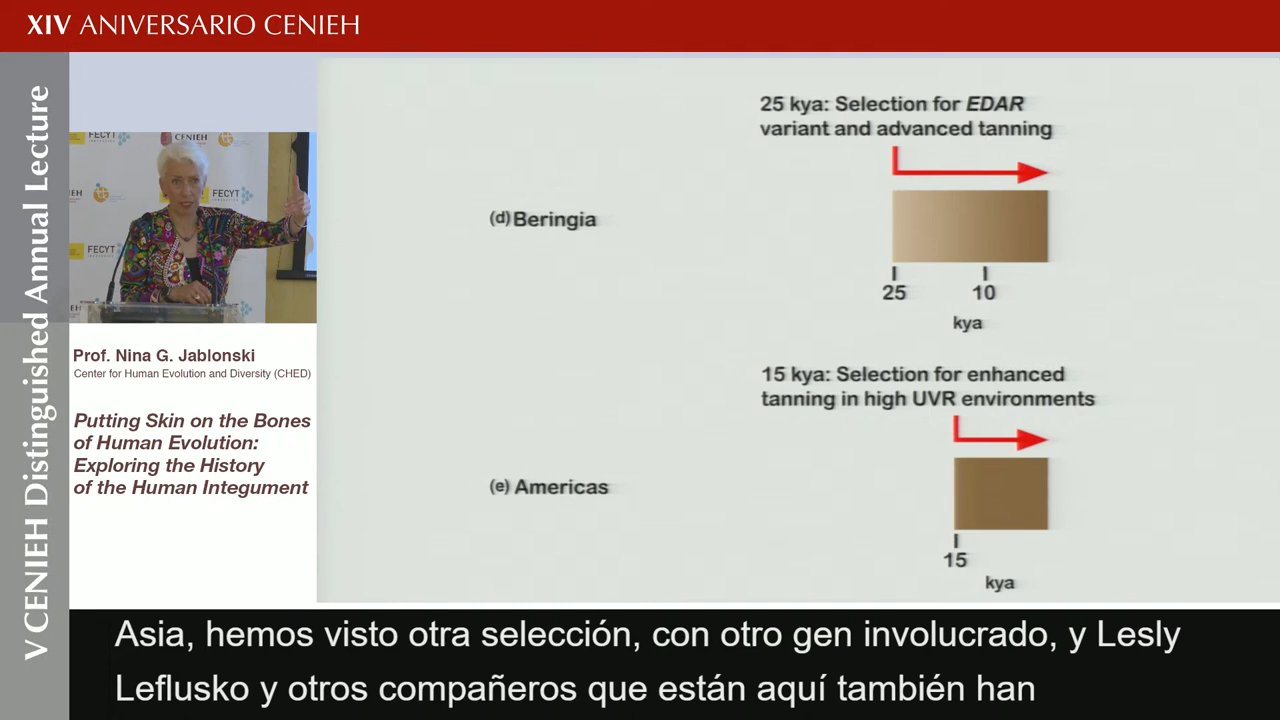 XIV ANIVERSARIO CENIEH
V CENIEH Distinguished Annual Lecture
FECYT
CENIEH
FECYT
FECYT
Prof. Nina G. Jablonski
Center for Human Evolution and Diversity (CHED)
Putting Skin on the Bones
of Human Evolution:
Exploring the History
of the Human Integument
25 kya: Selection for EDAR
variant and advanced tanning
(d) Beringia
25
10
kya
15 kya: Selection for enhanced
tanning in high UVR environments
(e) Americas
15
kya
Asia, hemos visto otra selección, con otro gen involucrado, y Lesly
Leflusko y otros compañeros que están aquí también han